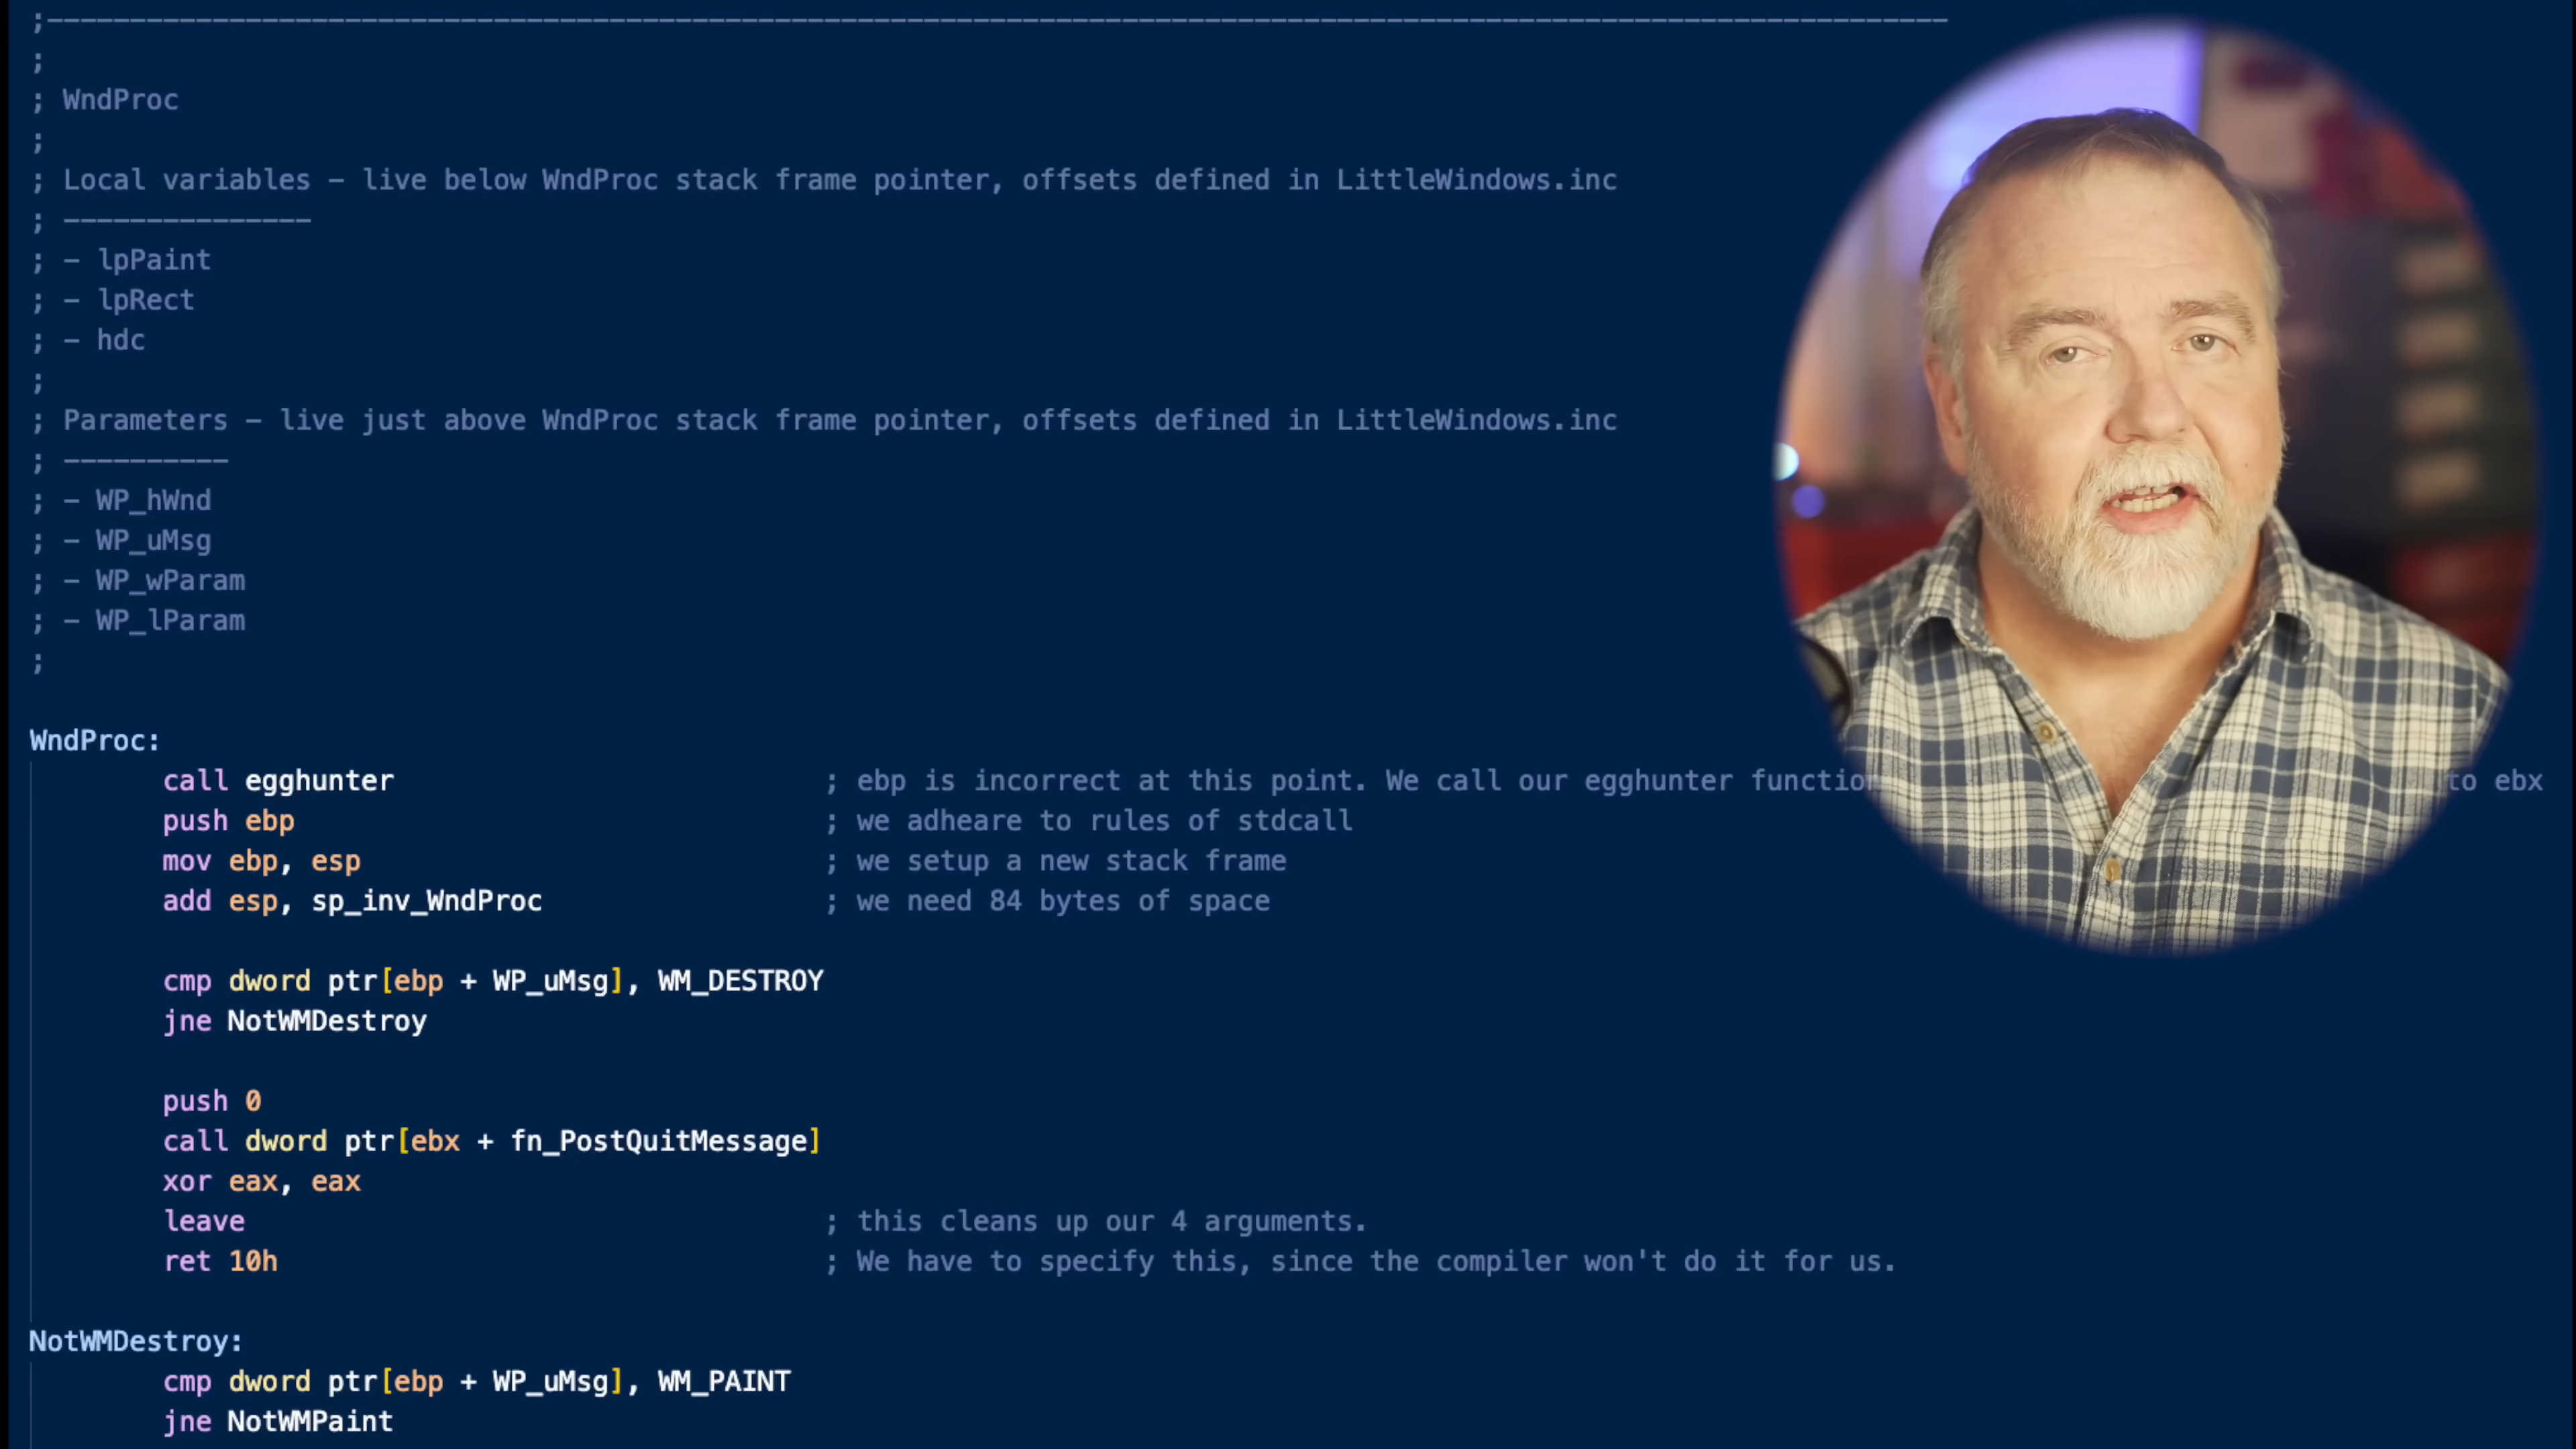 ;
;
; WndProc
;
; Local variables – live below WndProc stack frame pointer, offsets defined in LittleWindows.inc
; ---------------
; – lpPaint
; – lpRect
; – hdc
;
; Parameters – live just above WndProc stack frame pointer, offsets defined in LittleWindows.inc
; ----------
; – WP_hWnd
; – WP_uMsg
; – WP_wParam
; – WP_lParam
;
WndProc:
call egghunter ; ebp is incorrect at this point. We call our egghunter to ebx
push ebp ; we adheare to rules of stdcall
mov ebp, esp ; we setup a new stack frame
add esp, sp_inv_WndProc ; we need 84 bytes of space
cmp dword ptr[ebp + WP_uMsg], WM_DESTROY
jne NotWMDestroy
push 0
call dword ptr[ebx + fn_PostQuitMessage]
xor eax, eax
leave ; this cleans up our 4 arguments.
ret 10h ; We have to specify this, since the compiler won't do it for us.
NotWMDestroy:
cmp dword ptr[ebp + WP_uMsg], WM_PAINT
jne NotWMPaint